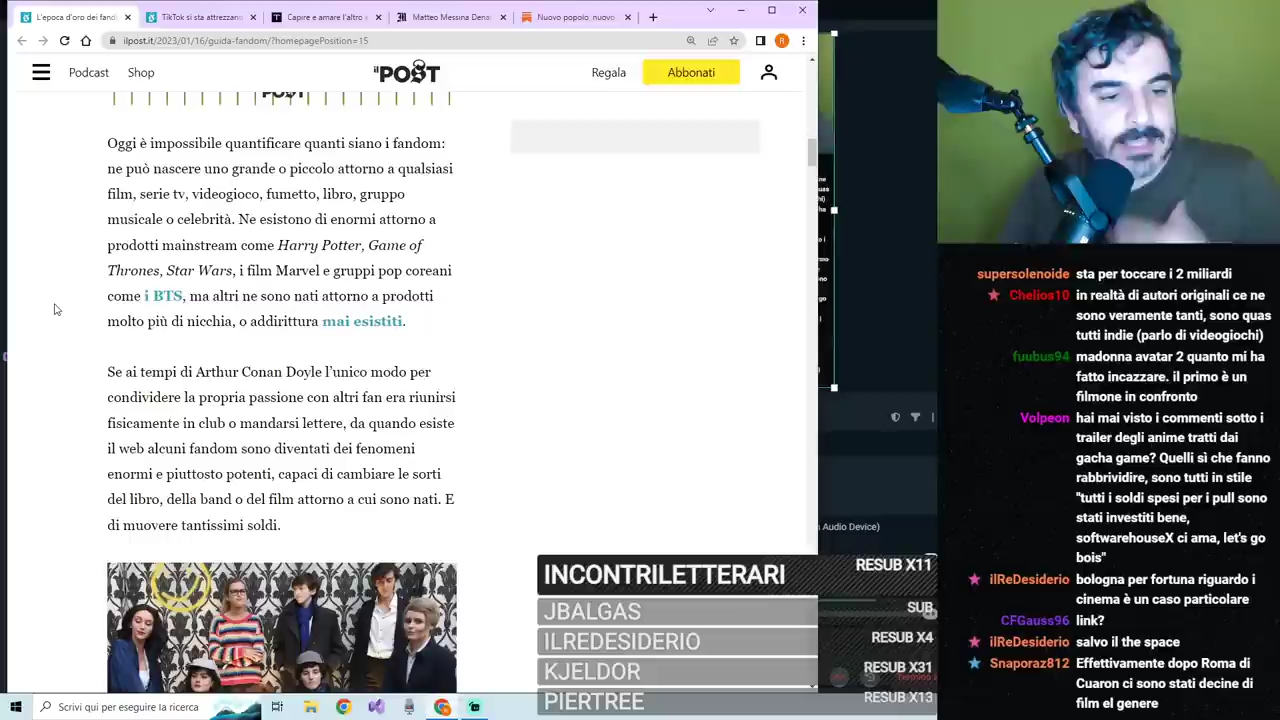 L'epoca d'oro dei fando
TikTok si sta attrezzano
Capire e amare l'altro e
Matteo Messina Dena
Nuovo popolo, nuovo
ilpost.it/2023/01/16/guida-fandom/?homepagePosition=15
R
Podcast
Shop
il POST
Regala
Abbonati
Oggi è impossibile quantificare quanti siano i fandom:
ne può nascere uno grande o piccolo attorno a qualsiasi
film, serie tv, videogioco, fumetto, libro, gruppo
musicale o celebrità. Ne esistono di enormi attorno a
prodotti mainstream come Harry Potter, Game of
Thrones, Star Wars, i film Marvel e gruppi pop coreani
come i BTS, ma altri ne sono nati attorno a prodotti
molto più di nicchia, o addirittura mai esistiti.
Se ai tempi di Arthur Conan Doyle l'unico modo per
condividere la propria passione con altri fan era riunirsi
fisicamente in club o mandarsi lettere, da quando esiste
il web alcuni fandom sono diventati dei fenomeni
enormi e piuttosto potenti, capaci di cambiare le sorti
del libro, della band o del film attorno a cui sono nati. E
di muovere tantissimi soldi.
Audio Device)
INCONTRILETTERARI RESUB X11
JBALGAS SUB
ILREDESIDERIO RESUB X4
KJELDOR RESUB X31
PIERTREE RESUB X13
Scrivi qui per eseguire la ricerca
supersolenoide sta per toccare i 2 miliardi
Chelios10 in realtà di autori originali ce ne
sono veramente tanti, sono quas
tutti indie (parlo di videogiochi)
fuubus94 madonna avatar 2 quanto mi ha
fatto incazzare. il primo è un
filmone in confronto
Volpeon hai mai visto i commenti sotto i
trailer degli anime tratti dai
gacha game? Quelli sì che fanno
rabbrividire, sono tutti in stile
"tutti i soldi spesi per i pull sono
stati investiti bene,
softwarehouseX ci ama, let's go
bois"
ilReDesiderio bologna per fortuna riguardo i
cinema è un caso particolare
CFGauss96 link?
ilReDesiderio salvo il the space
Snaporaz812 Effettivamente dopo Roma di
Cuaron ci sono stati decine di
film el genere